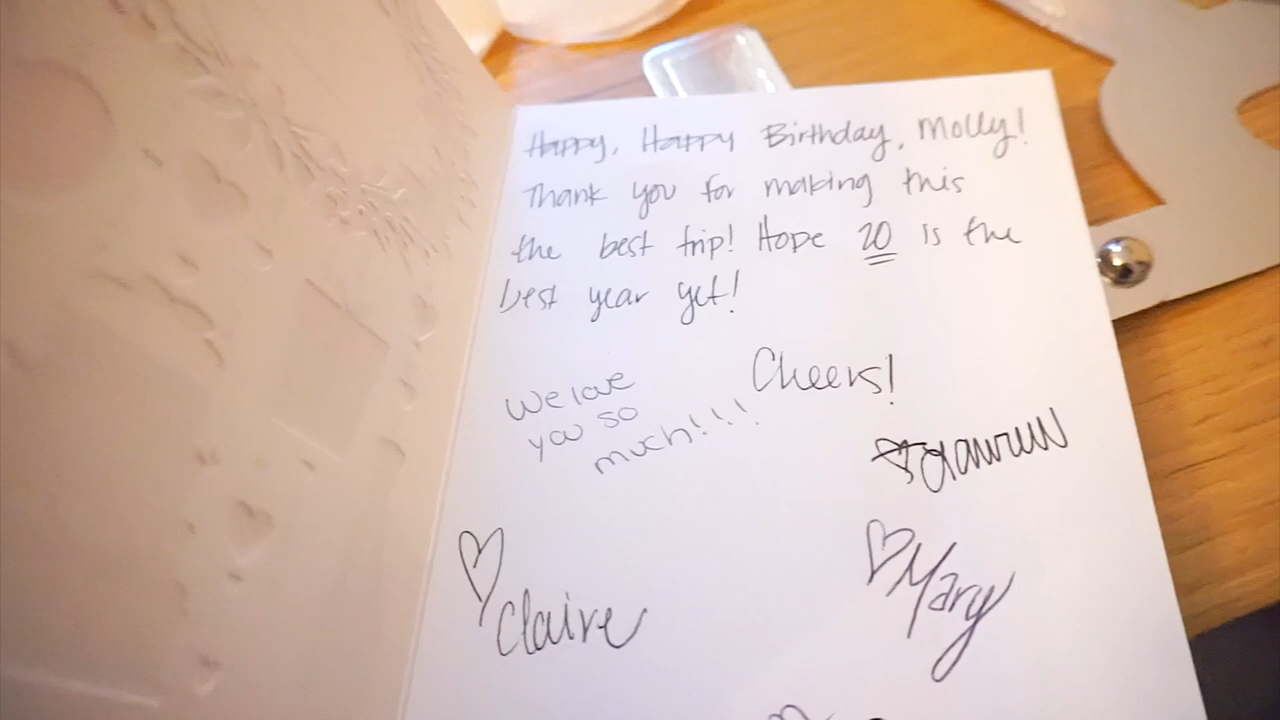 Happy, Happy Birthday, Molly!
Thank you for making this
the best trip! Hope 20 is the
best year yet!
Cheers!
We love
you so
much!!!!
Lauren
Claire
Mary